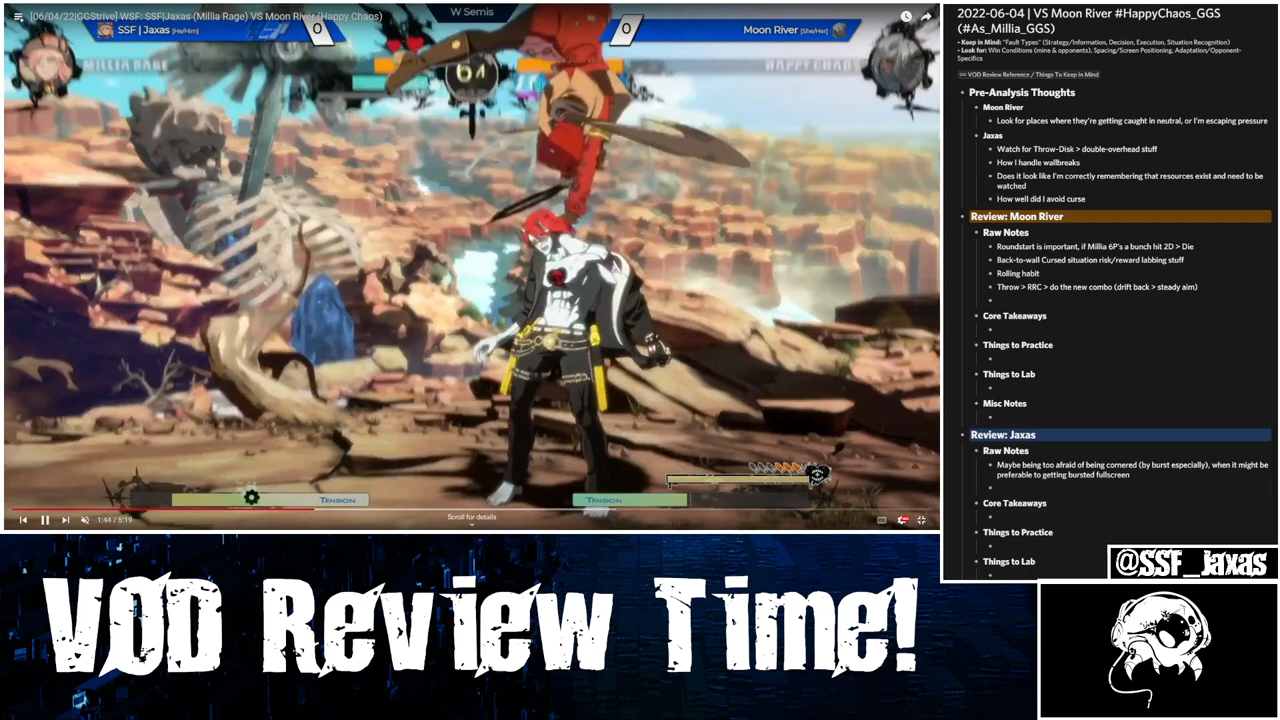 [06/04/22|GGStrive] WSF: SSF|Jaxas (Millia Rage) VS Moon River (Happy Chaos)
W Semis
SSF | Jaxas [He/Him]
0
0
Moon River [She/Her]
MILLIA RAGE
61
HAPPY CHAOS
TENSION
TENSION
1:44 / 5:19
Scroll for details
2022-06-04 | VS Moon River #HappyChaos_GGS
(#As_Millia_GGS)
- Keep in Mind: "Fault Types" (Strategy/Information, Decision, Execution, Situation Recognition)
- Look for: Win Conditions (mine & opponents), Spacing/Screen Positioning, Adaptation/Opponent-
Specifics
VOD Review Reference / Things To Keep In Mind
Pre-Analysis Thoughts
Moon River
Look for places where they're getting caught in neutral, or I'm escaping pressure
Jaxas
Watch for Throw-Disk > double-overhead stuff
How I handle wallbreaks
Does it look like I'm correctly remembering that resources exist and need to be
watched
How well did I avoid curse
Review: Moon River
Raw Notes
Roundstart is important, if Millia 6P's a bunch hit 2D > Die
Back-to-wall Cursed situation risk/reward labbing stuff
Rolling habit
Throw > RRC > do the new combo (drift back > steady aim)
Core Takeaways
Things to Practice
Things to Lab
Misc Notes
Review: Jaxas
Raw Notes
Maybe being too afraid of being cornered (by burst especially), when it might be
preferable to getting bursted fullscreen
Core Takeaways
Things to Practice
Things to Lab
@SSF_Jaxas
VOD Review Time!